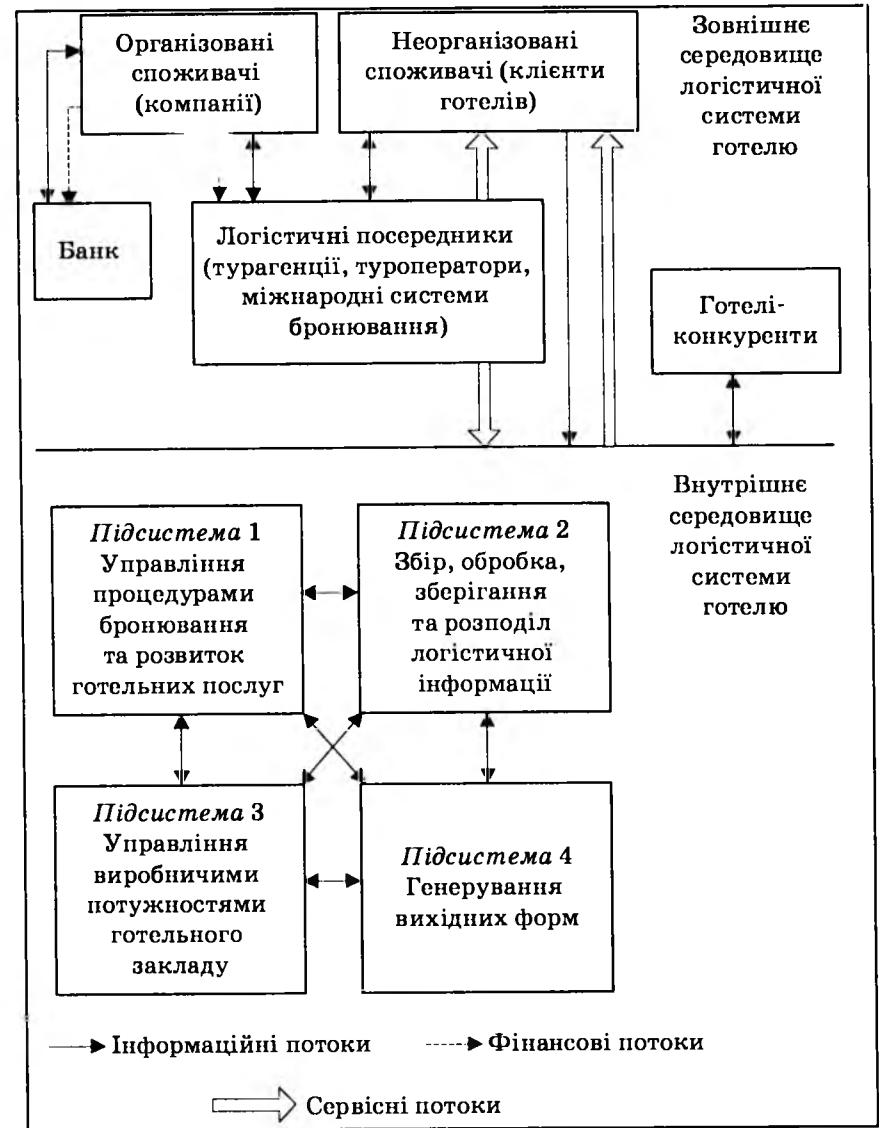 Організовані
споживачі
(компанії)
Неорганізовані
споживачі (клієнти
готелів)
Зовнішнє
середовище
логістичної
системи
готелю
Банк
Логістичні посередники
(турагенції, туроператори,
міжнародні системи
бронювання)
Готелі-
конкуренти
Внутрішнє
середовище
логістичної
системи
готелю
Підсистема 1
Управління
процедурами
бронювання
та розвиток
готельних послуг
Підсистема 2
Збір, обробка,
зберігання
та розподіл
логістичної
інформації
Підсистема 3
Управління
виробничими
потужностями
готельного
закладу
Підсистема 4
Генерування
вихідних форм
Інформаційні потоки
Фінансові потоки
Сервісні потоки